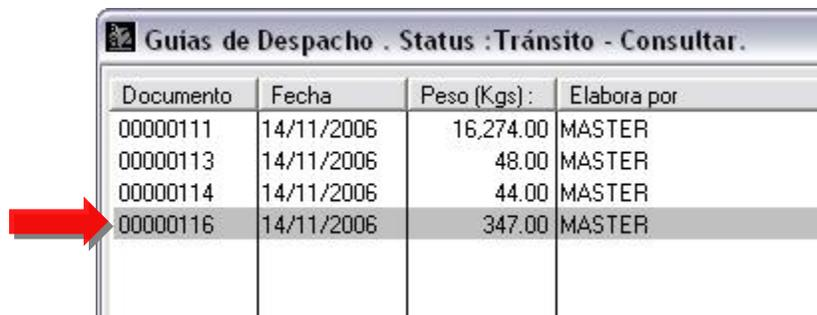 Guias de Despacho . Status :Tránsito - Consultar.
Documento Fecha Peso (Kgs) : Elabora por
00000111 14/11/2006 16,274.00 MASTER
00000113 14/11/2006 48.00 MASTER
00000114 14/11/2006 44.00 MASTER
00000116 14/11/2006 347.00 MASTER